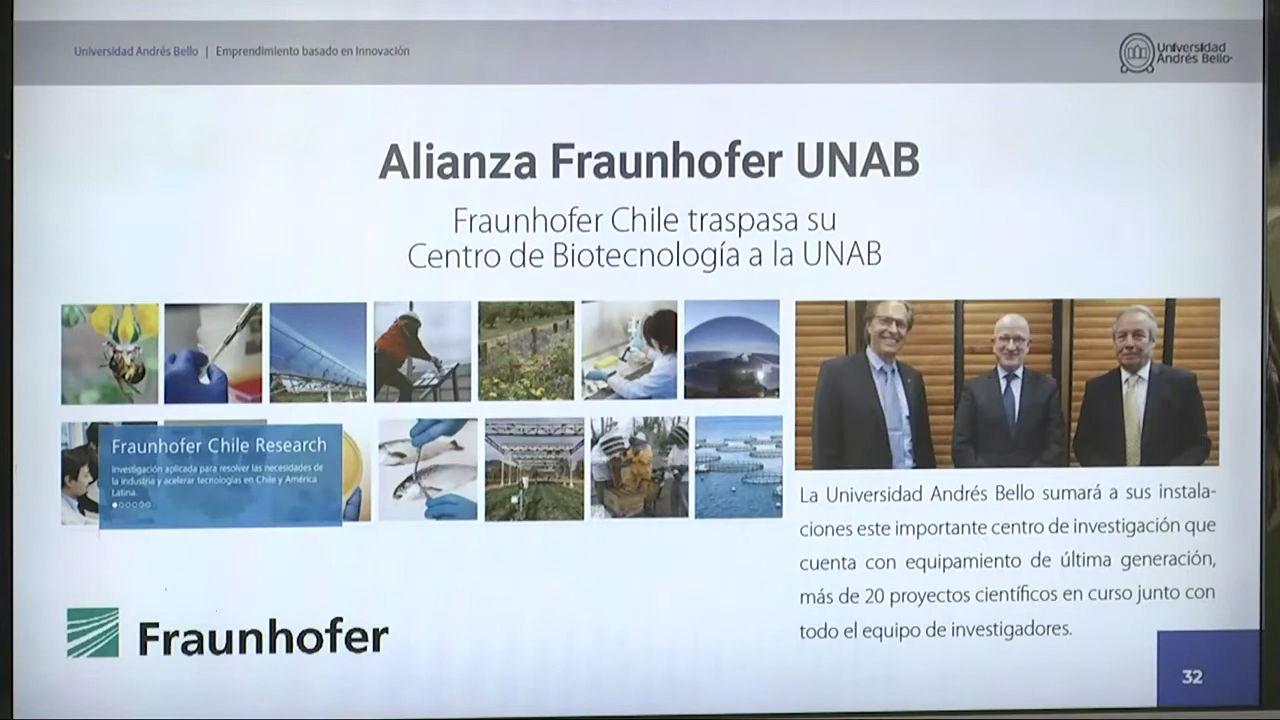 Universidad Andrés Bello | Emprendimiento basado en Innovación
Universidad
Andrés Bello
Alianza Fraunhofer UNAB
Fraunhofer Chile traspasa su
Centro de Biotecnología a la UNAB
Fraunhofer Chile Research
Investigación aplicada para resolver las necesidades de
la industria y acelerar tecnologías en Chile y América
Latina.
La Universidad Andrés Bello sumará a sus instala-
ciones este importante centro de investigación que
cuenta con equipamiento de última generación,
más de 20 proyectos científicos en curso junto con
todo el equipo de investigadores.
Fraunhofer
32